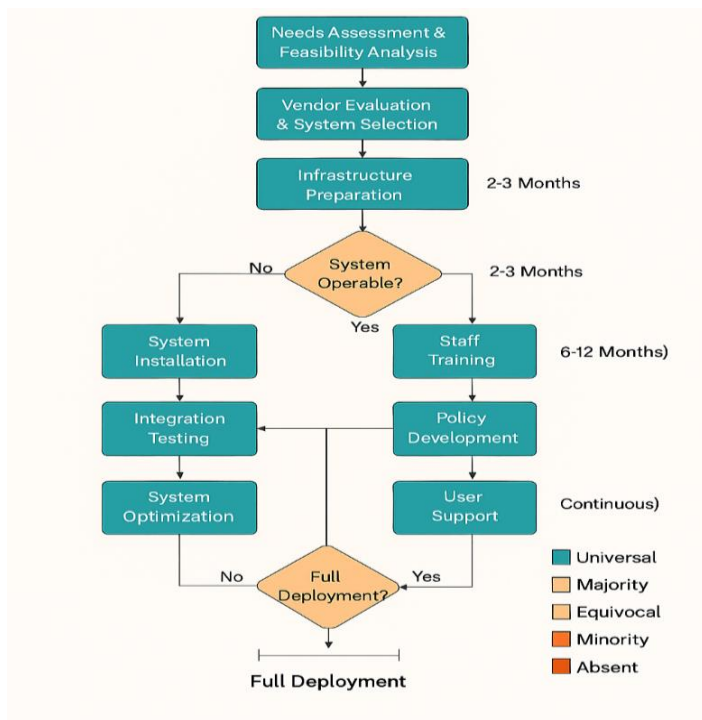 Needs Assessment &
Feasibility Analysis
Vendor Evaluation
& System Selection
Infrastructure
Preparation
2-3 Months
System
Operable?
No
2-3 Months
Yes
System
Installation
Staff
Training
6-12 Months)
Integration
Testing
Policy
Development
System
Optimization
User
Support
Continuous)
No
Full
Deployment?
Yes
Full Deployment
Universal
Majority
Equivocal
Minority
Absent